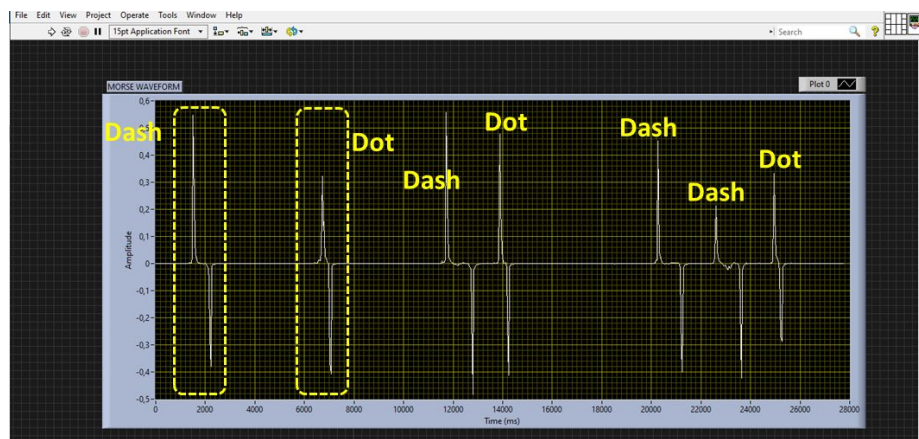 File Edit View Project Operate Tools Window Help
15pt Application Font
Search
MORSE WAVEFORM
Plot 0
Dash
Dot
Dash
Dot
Dash
Dash
Dot
Amplitude
0,6
0,4
0,3
0,2
0,1
0
-0,1
-0,2
-0,3
-0,4
-0,5
0 2000 4000 6000 8000 10000 12000 14000 16000 18000 20000 22000 24000 26000 28000
Time (ms)